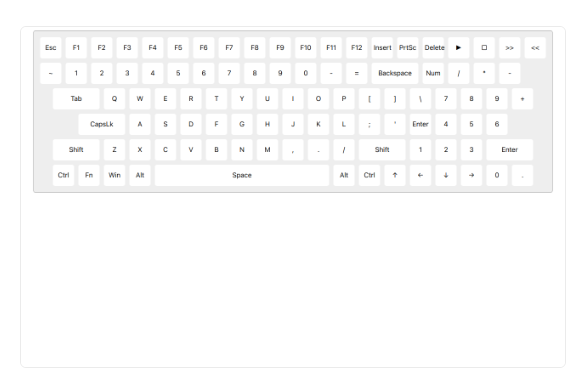 Esc F1 F2 F3 F4 F5 F6 F7 F8 F9 F10 F11 F12 Insert PrtSc Delete ► □ >> <<
~ 1 2 3 4 5 6 7 8 9 0 - = Backspace Num / * -
Tab Q W E R T Y U I O P [ ] \ 7 8 9 +
CapsLk A S D F G H J K L ; ' Enter 4 5 6
Shift Z X C V B N M , . / Shift 1 2 3 Enter
Ctrl Fn Win Alt Space Alt Ctrl ↑ ← ↓ → 0 .